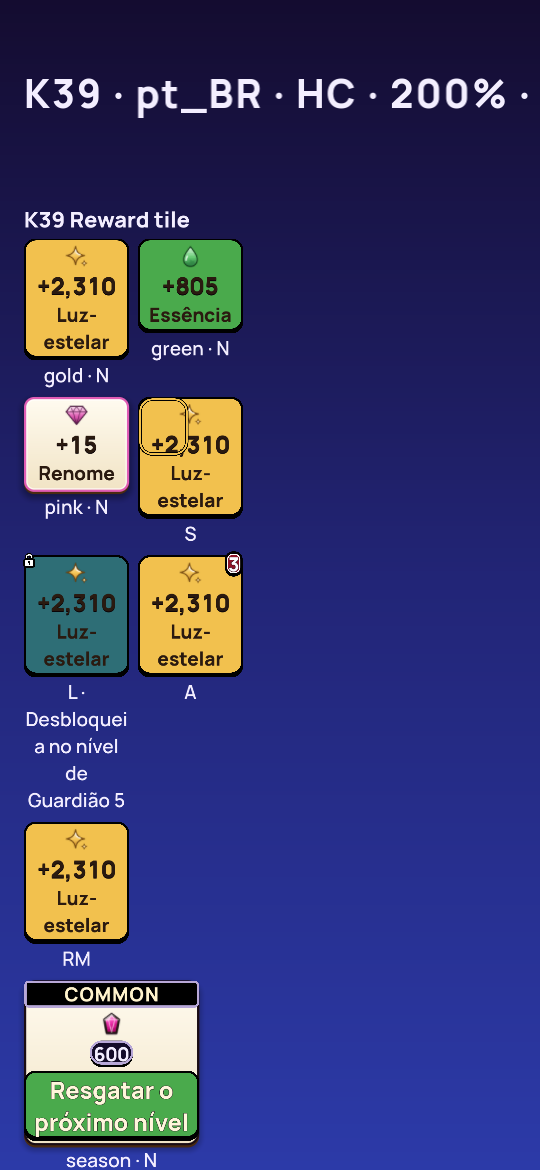 K39 · pt_BR · HC · 200% ·
K39 Reward tile
+2,310
Luz-
estelar
gold · N
+805
Essência
green · N
+15
Renome
pink · N
+2,310
Luz-
estelar
S
+2,310
Luz-
estelar
L ·
Desbloquei
a no nível
de
Guardião 5
3
+2,310
Luz-
estelar
A
+2,310
Luz-
estelar
RM
COMMON
600
Resgatar o
próximo nível
season · N